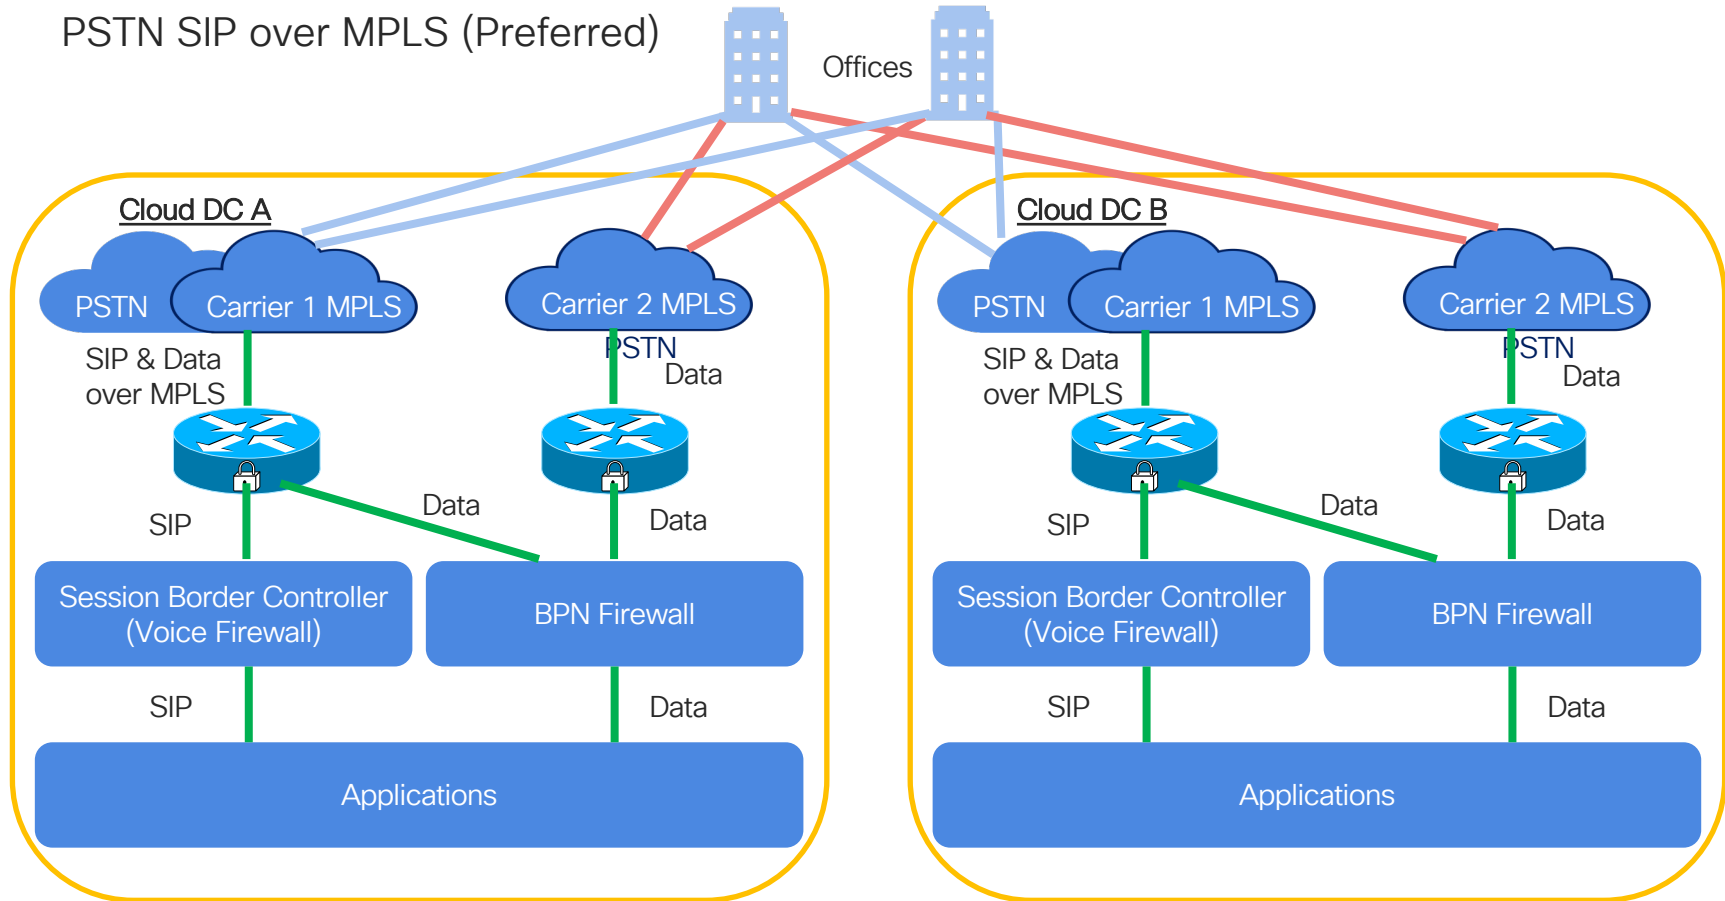 PSTN SIP over MPLS (Preferred)
Offices
Cloud DC A
PSTN
Carrier 1 MPLS
Carrier 2 MPLS
PSTN
SIP & Data
over MPLS
Data
SIP
Data
Data
Session Border Controller
(Voice Firewall)
BPN Firewall
SIP
Data
Applications
Cloud DC B
PSTN
Carrier 1 MPLS
Carrier 2 MPLS
PSTN
SIP & Data
over MPLS
Data
SIP
Data
Data
Session Border Controller
(Voice Firewall)
BPN Firewall
SIP
Data
Applications